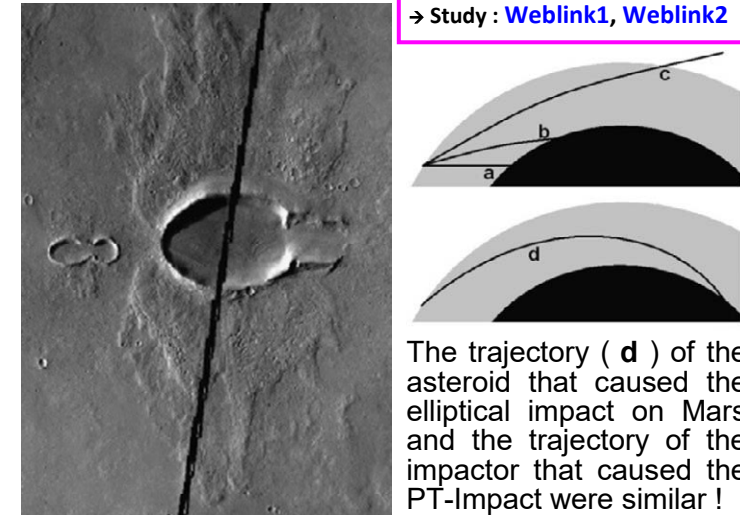 → Study : Weblink1, Weblink2
c
b
a
d
The trajectory ( d ) of the
asteroid that caused the
elliptical impact on Mars
and the trajectory of the
impactor that caused the
PT-Impact were similar !